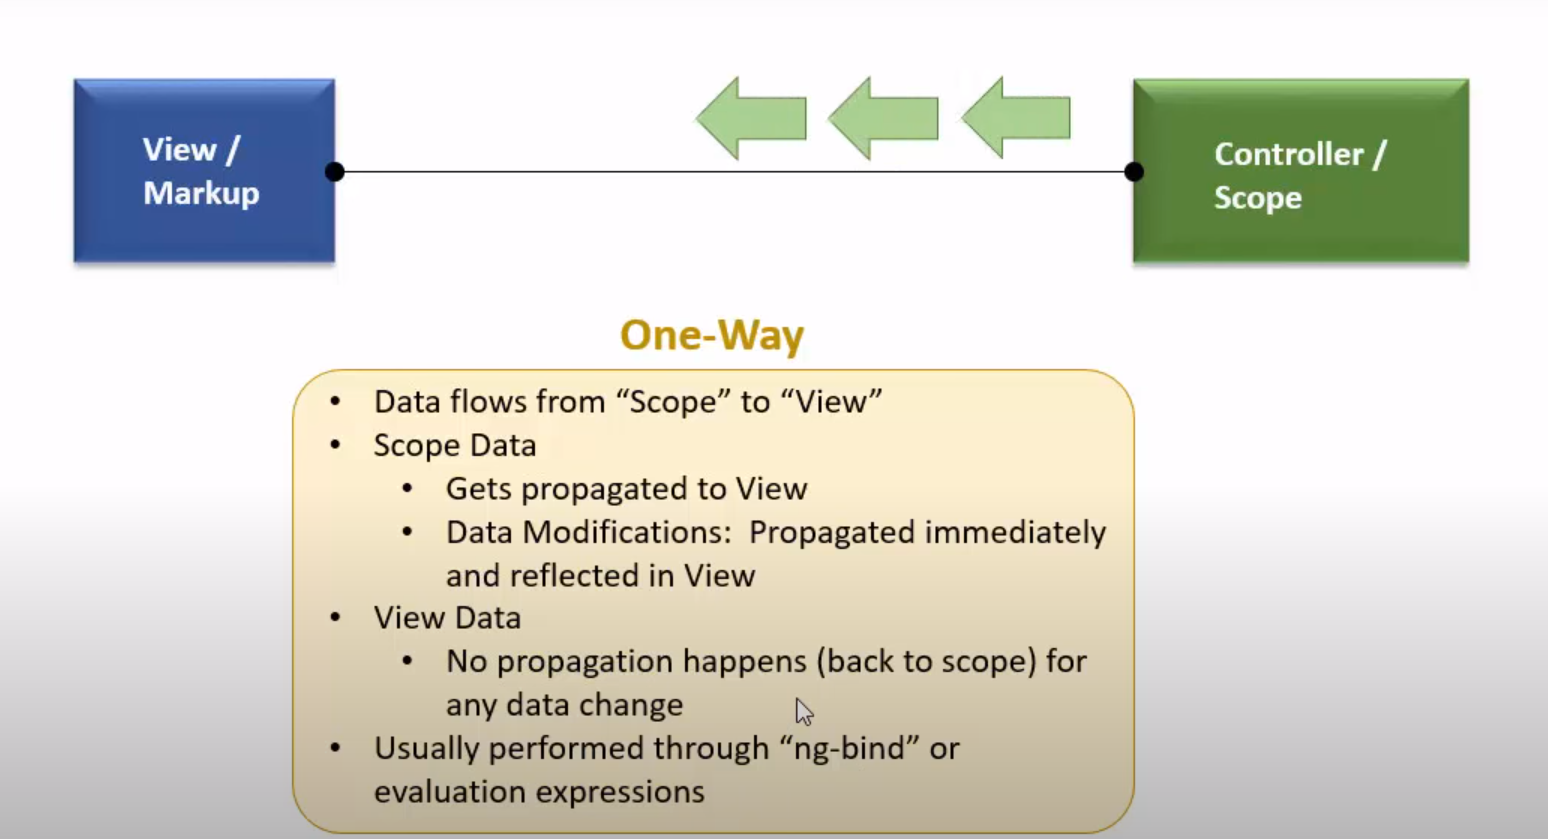 View /
Markup
Controller /
Scope
One-Way
• Data flows from “Scope” to “View”
• Scope Data
• Gets propagated to View
• Data Modifications:  Propagated immediately
and reflected in View
• View Data
• No propagation happens (back to scope) for
any data change
• Usually performed through “ng-bind” or
evaluation expressions